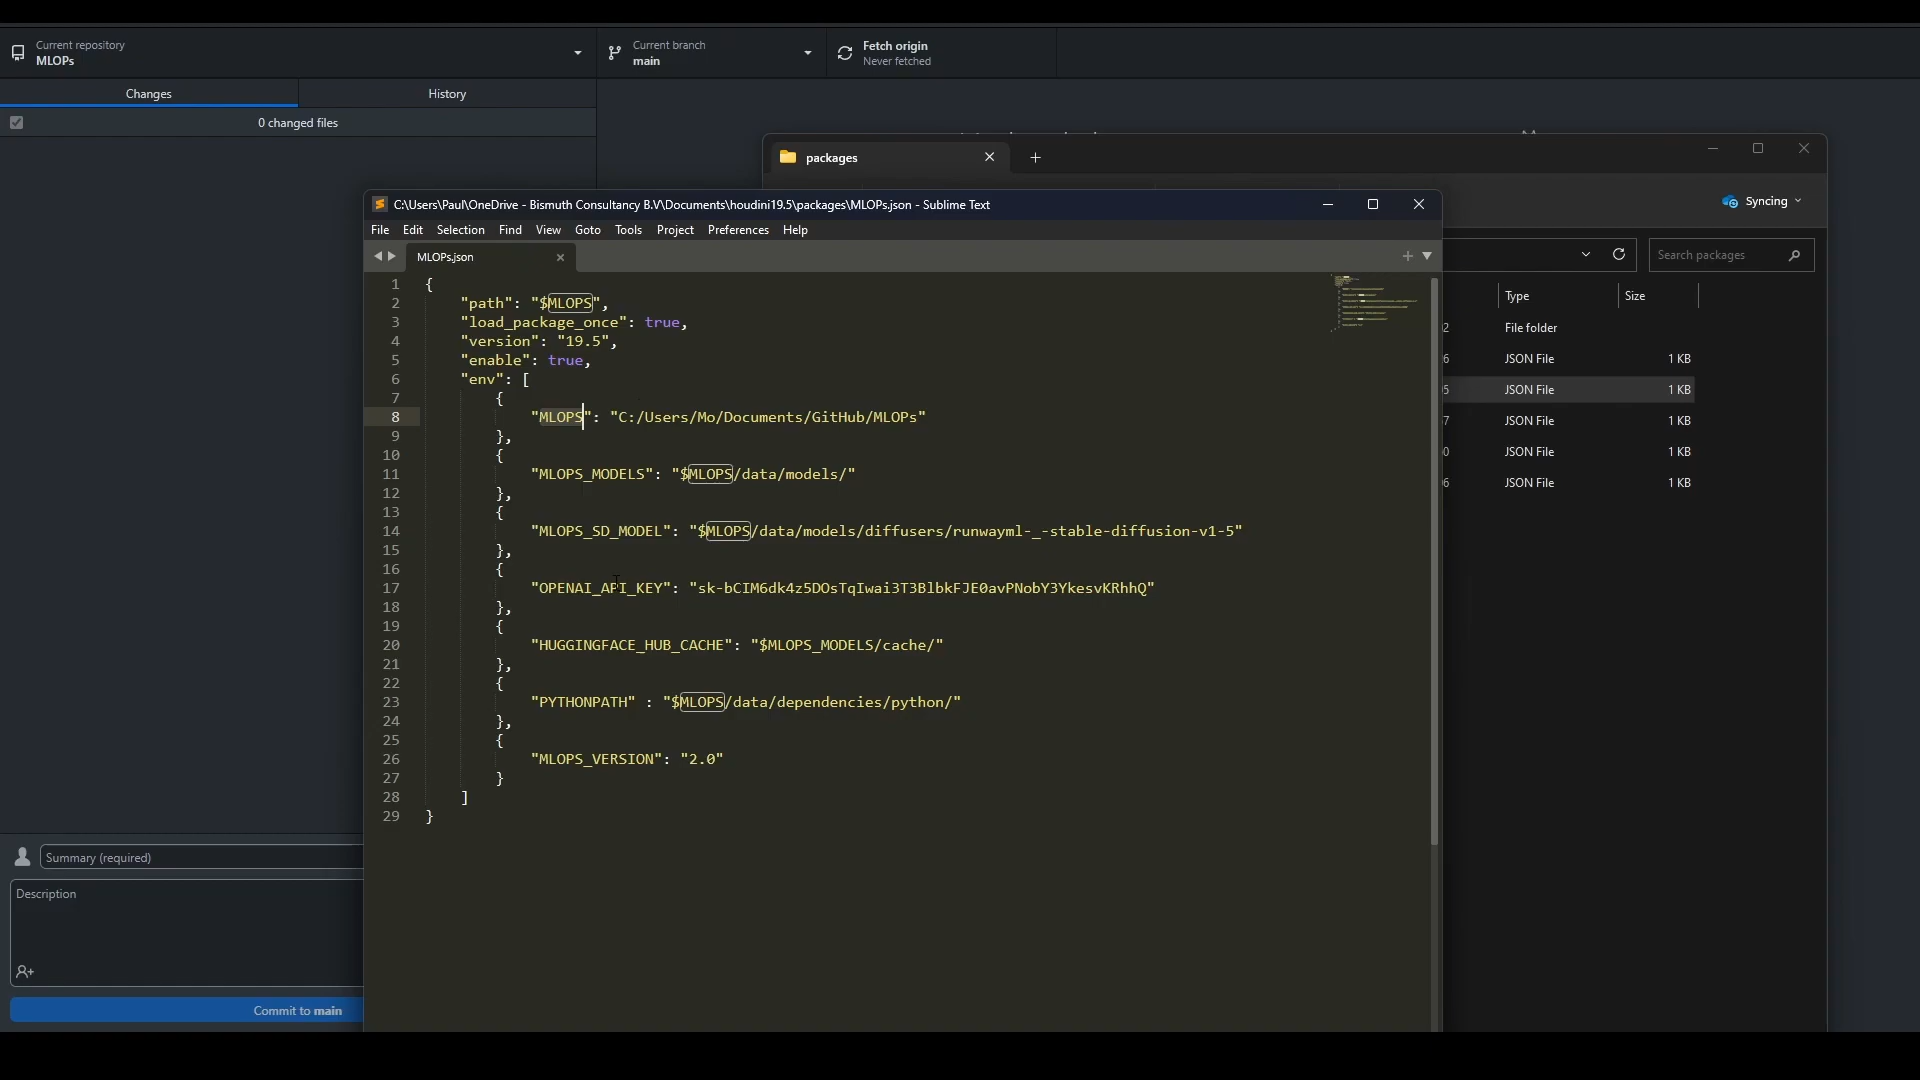 Current repository
MLOPs
Current branch
main
Fetch origin
Never fetched
Changes
History
0 changed files
packages
C:\Users\Paul\OneDrive - Bismuth Consultancy B.V\Documents\houdini19.5\packages\MLOPs.json - Sublime Text
Syncing
File Edit Selection Find View Goto Tools Project Preferences Help
MLOPs.json
Search packages
Type
Size
File folder
JSON File 1 KB
JSON File 1 KB
JSON File 1 KB
JSON File 1 KB
JSON File 1 KB
1 {
2 "path": "$MLOPS",
3 "load_package_once": true,
4 "version": "19.5",
5 "enable": true,
6 "env": [
7 {
8 "MLOPS": "C:/Users/Mo/Documents/GitHub/MLOPs"
9 },
10 {
11 "MLOPS_MODELS": "$MLOPS/data/models/"
12 },
13 {
14 "MLOPS_SD_MODEL": "$MLOPS/data/models/diffusers/runwayml-_-stable-diffusion-v1-5"
15 },
16 {
17 "OPENAI_API_KEY": "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"
18 },
19 {
20 "HUGGINGFACE_HUB_CACHE": "$MLOPS_MODELS/cache/"
21 },
22 {
23 "PYTHONPATH" : "$MLOPS/data/dependencies/python/"
24 },
25 {
26 "MLOPS_VERSION": "2.0"
27 }
28 ]
29 }
Summary (required)
Description
Commit to main